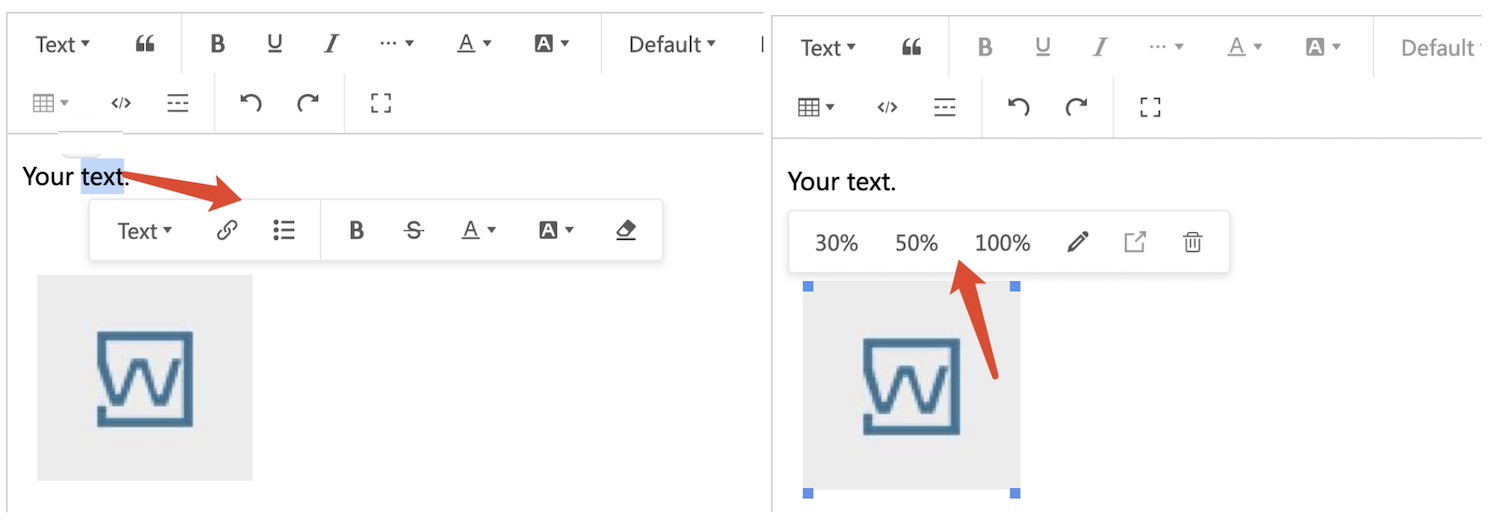 Text B U I A A Default
Your text.
Text B S A A
W
Text B U I A A Default
Your text.
30% 50% 100%
W